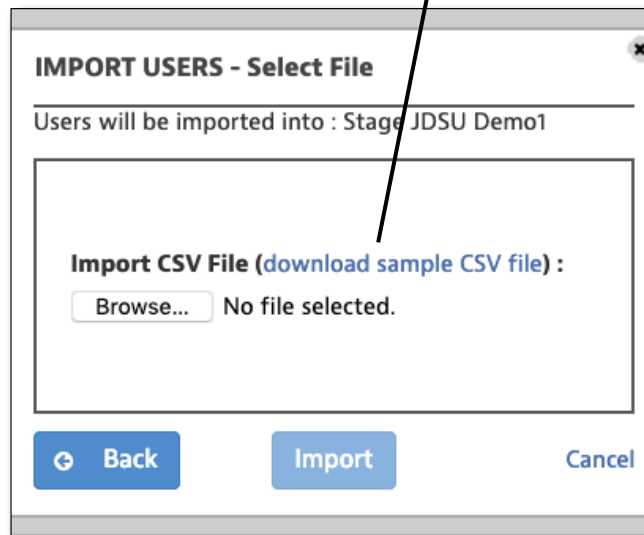 IMPORT USERS - Select File
Users will be imported into : Stage JDSU Demo1
Import CSV File (download sample CSV file) :
Browse... No file selected.
Back Import Cancel